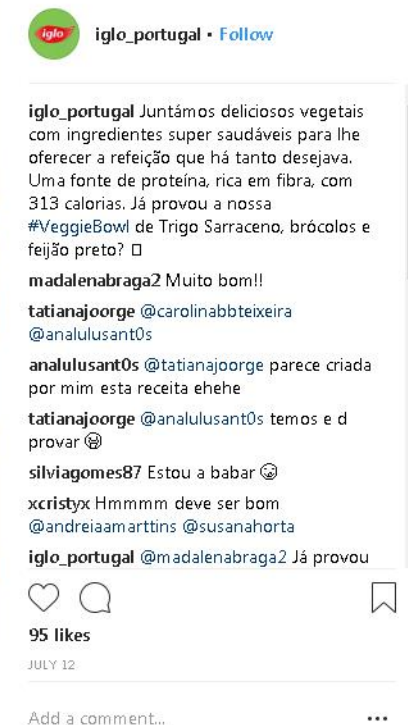 iglo
iglo_portugal • Follow
iglo_portugal Juntámos deliciosos vegetais
com ingredientes super saudáveis para lhe
oferecer a refeição que há tanto desejava.
Uma fonte de proteína, rica em fibra, com
313 calorias. Já provou a nossa
#VeggieBowl de Trigo Sarraceno, brócolos e
feijão preto?
madalenabraga2 Muito bom!!
tatianajoorge @carolinabbteixeira
@analulusant0s
analulusant0s @tatianajoorge parece criada
por mim esta receita ehehe
tatianajoorge @analulusant0s temos e d
provar 😭
silviagomes87 Estou a babar 😋
xcristyx Hmmmm deve ser bom
@andreiaamarttins @susanahorta
iglo_portugal @madalenabraga2 Já provou
95 likes
JULY 12
Add a comment...